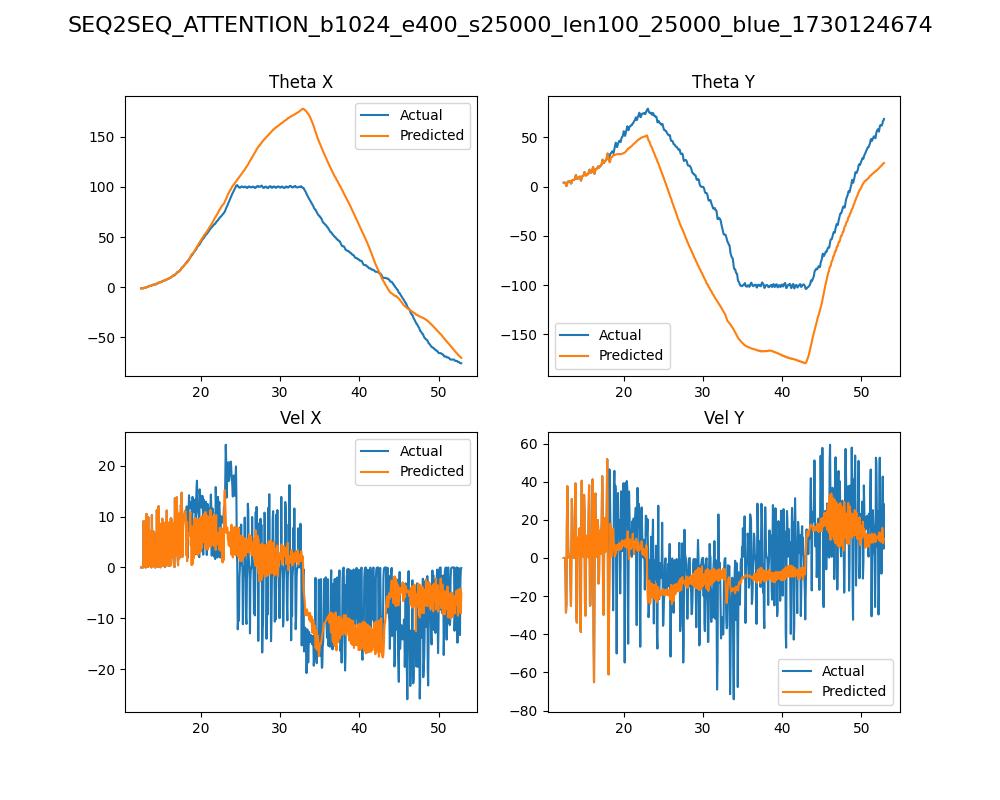 SEQ2SEQ_ATTENTION_b1024_e400_s25000_len100_25000_blue_1730124674
Theta X
Actual
Predicted
150
100
50
0
−50
20 30 40 50
Theta Y
50
0
−50
−100
−150
Actual
Predicted
20 30 40 50
Vel X
Actual
Predicted
20
10
0
−10
−20
20 30 40 50
Vel Y
60
40
20
0
−20
−40
−60
−80
Actual
Predicted
20 30 40 50